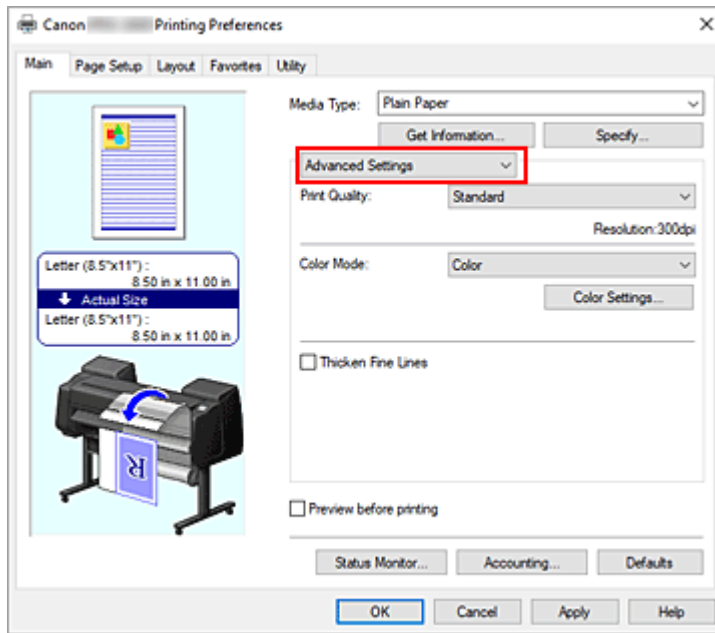 Canon Printing Preferences
Main Page Setup Layout Favorites Utility
Media Type: Plain Paper
Get Information... Specify...
Advanced Settings
Print Quality: Standard
Resolution:300dpi
Color Mode: Color
Color Settings...
Thicken Fine Lines
Preview before printing
Letter (8.5"x11") :
8.50 in x 11.00 in
Actual Size
Letter (8.5"x11") :
8.50 in x 11.00 in
R
Status Monitor... Accounting... Defaults
OK Cancel Apply Help